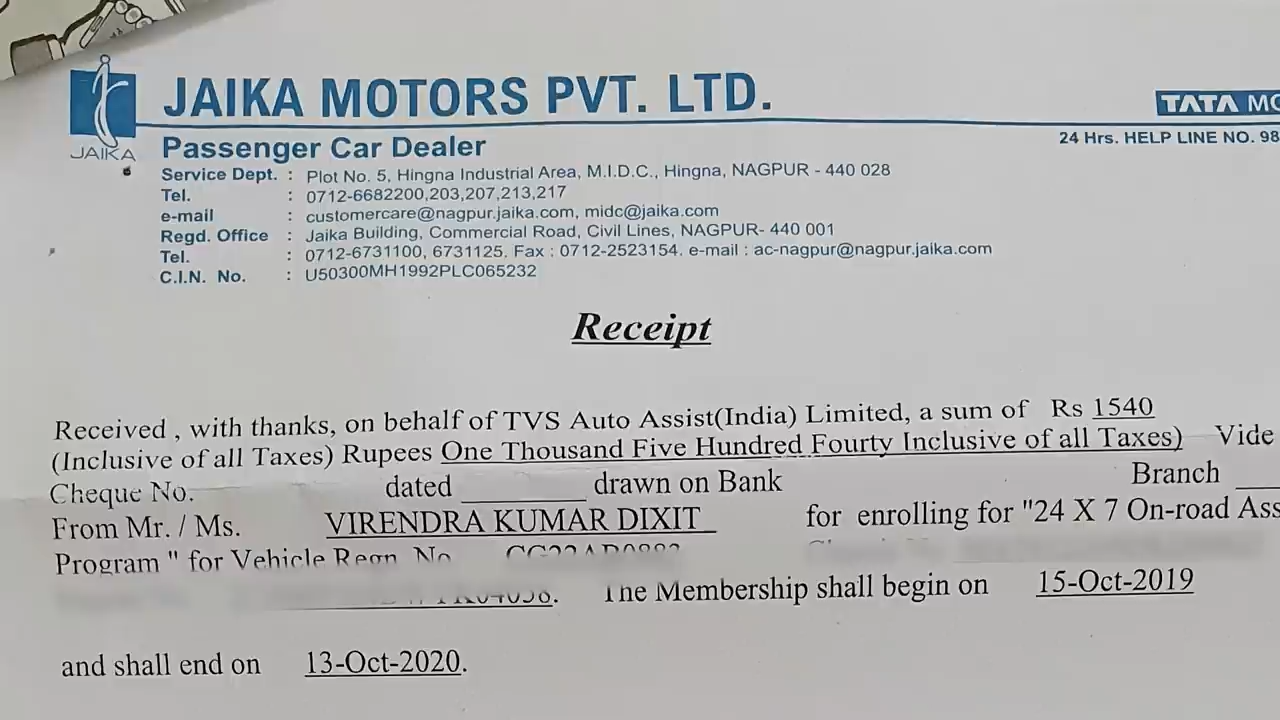 JAIKA MOTORS PVT. LTD.
TATA MO
24 Hrs. HELP LINE NO. 98
JAIKA
Passenger Car Dealer
Service Dept. : Plot No. 5, Hingna Industrial Area, M.I.D.C., Hingna, NAGPUR - 440 028
Tel. : 0712-6682200,203,207,213,217
e-mail : customercare@nagpur.jaika.com, midc@jaika.com
Regd. Office : Jaika Building, Commercial Road, Civil Lines, NAGPUR- 440 001
Tel. : 0712-6731100, 6731125. Fax : 0712-2523154. e-mail : ac-nagpur@nagpur.jaika.com
C.I.N. No. : U50300MH1992PLC065232
Receipt
Received , with thanks, on behalf of TVS Auto Assist(India) Limited, a sum of Rs 1540
(Inclusive of all Taxes) Rupees One Thousand Five Hundred Fourty Inclusive of all Taxes) Vide
Cheque No. dated ________ drawn on Bank Branch
From Mr. / Ms. VIRENDRA KUMAR DIXIT for enrolling for "24 X 7 On-road Ass
Program " for Vehicle Regn. No
The Membership shall begin on 15-Oct-2019
and shall end on 13-Oct-2020.